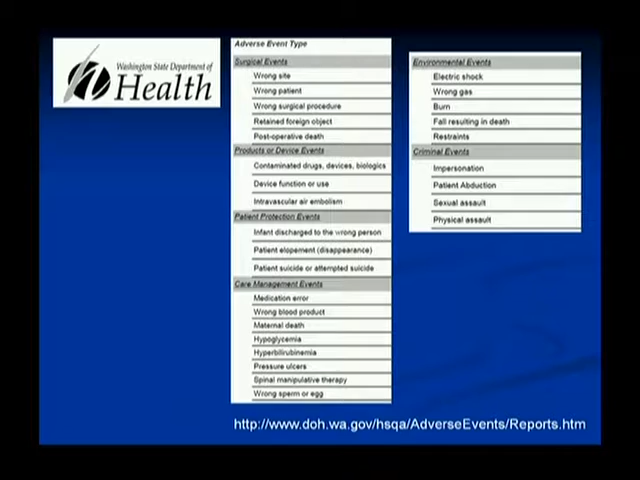 Washington State Department of
Health
Adverse Event Type
Surgical Events
Wrong site
Wrong patient
Wrong surgical procedure
Retained foreign object
Post-operative death
Products or Device Events
Contaminated drugs, devices, biologics
Device function or use
Intravascular air embolism
Patient Protection Events
Infant discharged to the wrong person
Patient elopement (disappearance)
Patient suicide or attempted suicide
Care Management Events
Medication error
Wrong blood product
Maternal death
Hypoglycemia
Hyperbilirubinemia
Pressure ulcers
Spinal manipulative therapy
Wrong sperm or egg
Environmental Events
Electric shock
Wrong gas
Burn
Fall resulting in death
Restraints
Criminal Events
Impersonation
Patient Abduction
Sexual assault
Physical assault
http://www.doh.wa.gov/hsqa/AdverseEvents/Reports.htm